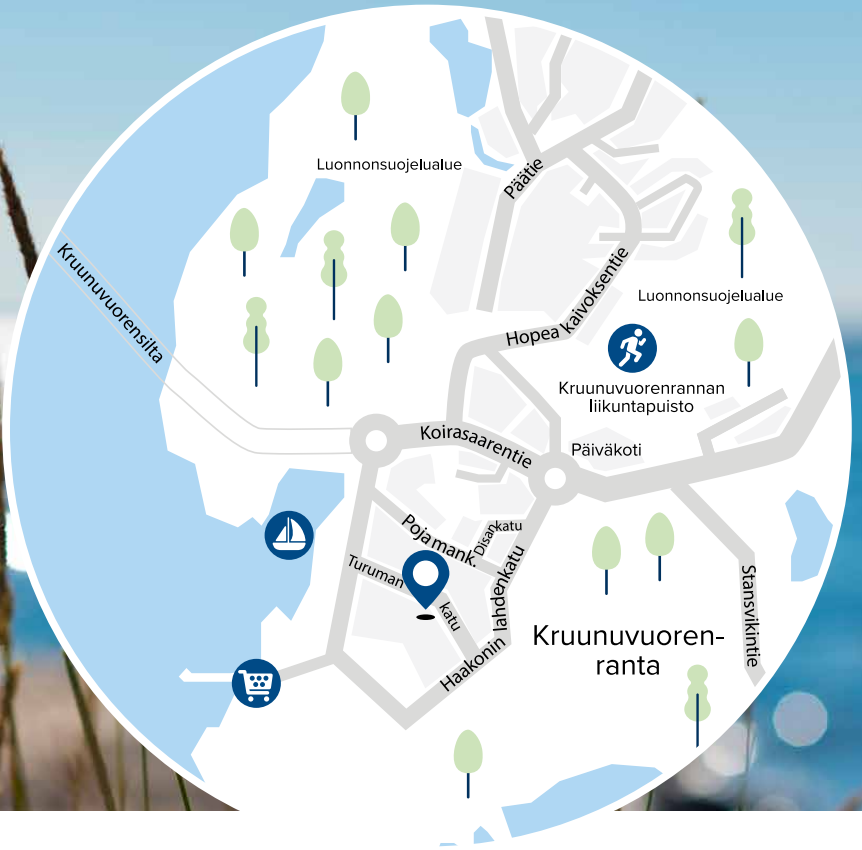 Luonnonsuojelualue
Päätie
Kruunuvuorensilta
Luonnonsuojelualue
Hopea kaivoksentie
Kruunuvuorenrannan
liikuntapuisto
Koirasaarentie
Päiväkoti
Pojamank.
Disankatu
Turuman
katu
Haakonin lahdenkatu
Stansvikintie
Kruunuvuoren-
ranta